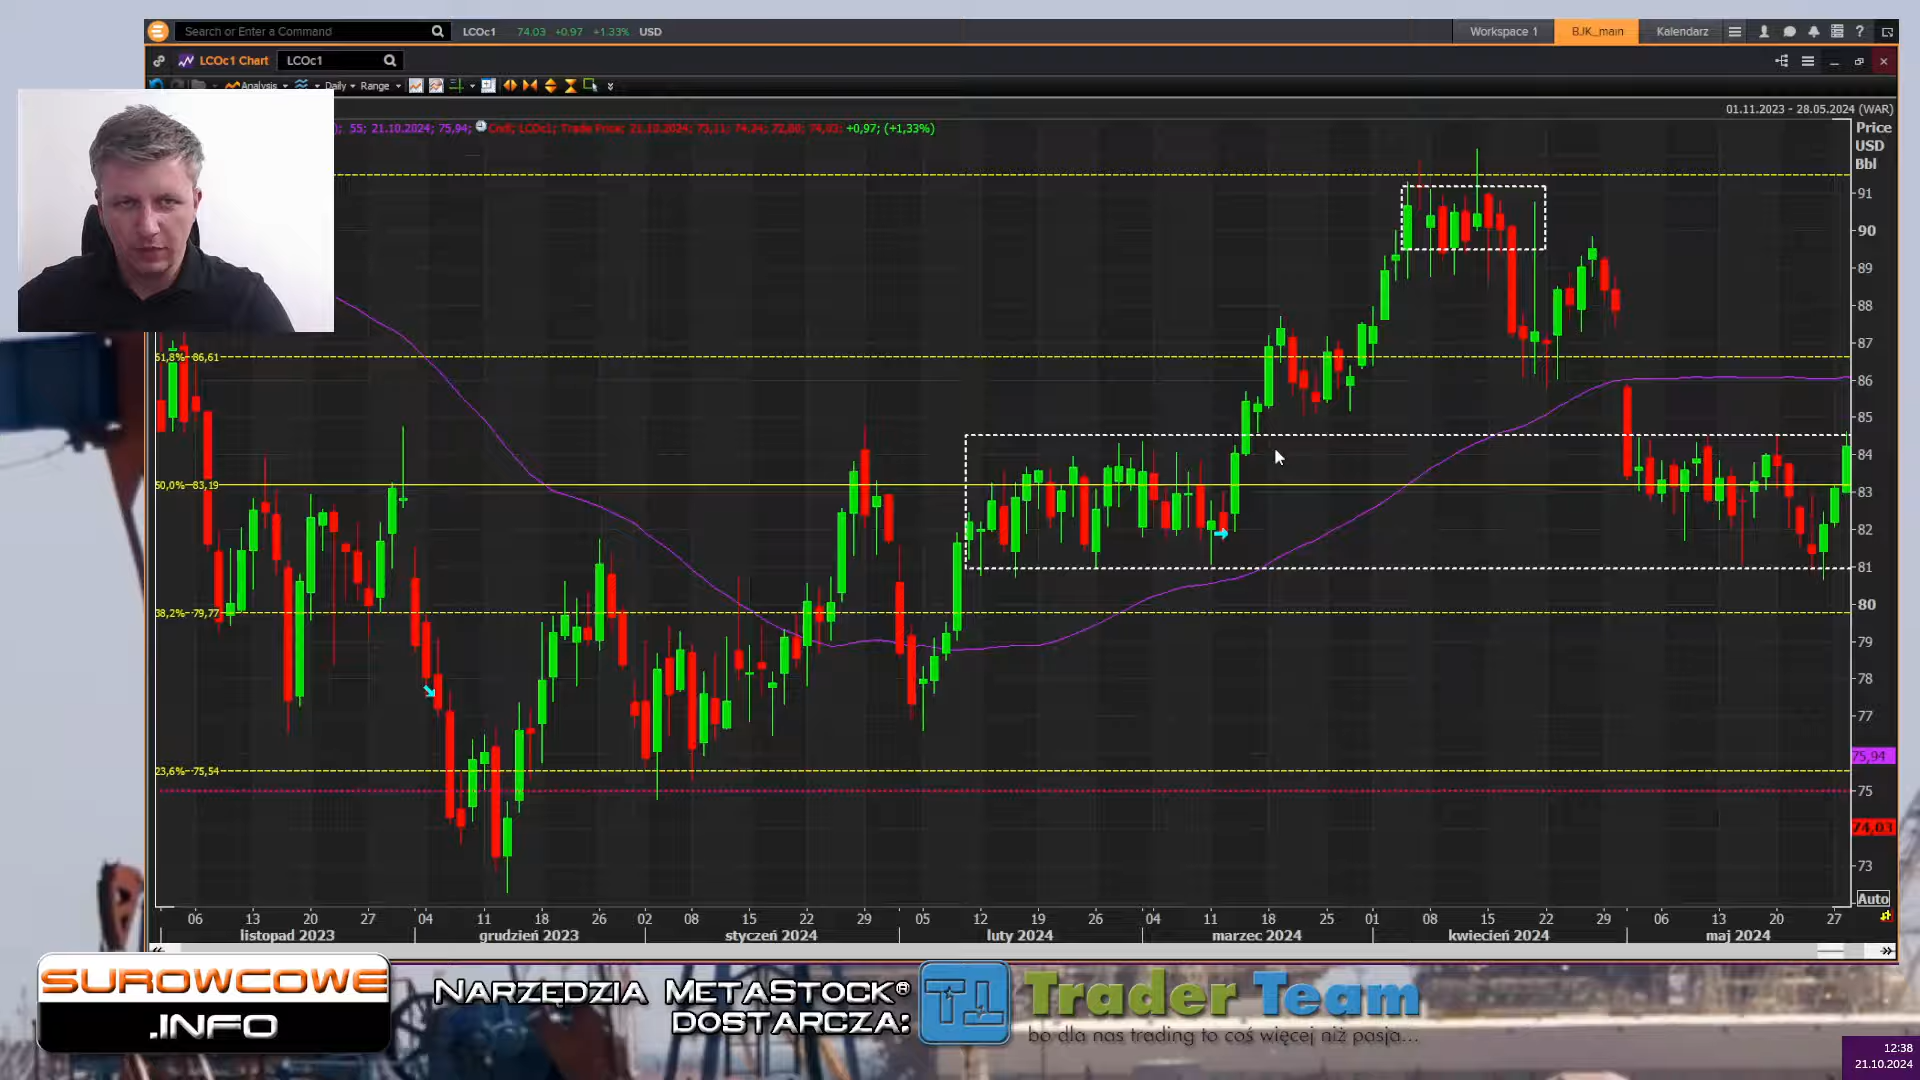 Search or Enter a Command
LCOc1 74.03 +0.97 +1.33% USD
Workspace 1 BJK_main Kalendarz
LCOc1 Chart LCOc1
Analysis Daily Range
01.11.2023 - 28.05.2024 (WAR)
55; 21.10.2024; 75,94; Cndl; LCOc1; Trade Price; 21.10.2024; +0,97; (+1,33%)
Price
USD
Bbl
91
90
89
88
87
61,8% 86,61
86
85
84
50,0% 83,19
83
82
81
80
38,2% 79,77
79
78
77
75,94
23,6% 75,54
75
74,03
73
Auto
06 13 20 27 04 11 18 26 02 08 15 22 29 05 12 19 26 04 11 18 25 01 08 15 22 29 06 13 20 27
listopad 2023 grudzień 2023 styczeń 2024 luty 2024 marzec 2024 kwiecień 2024 maj 2024
SUROWCOWE
.INFO
NARZĘDZIA METASTOCK®
DOSTARCZA:
Trader Team
bo dla nas trading to coś więcej niż pasja...
12:38
21.10.2024